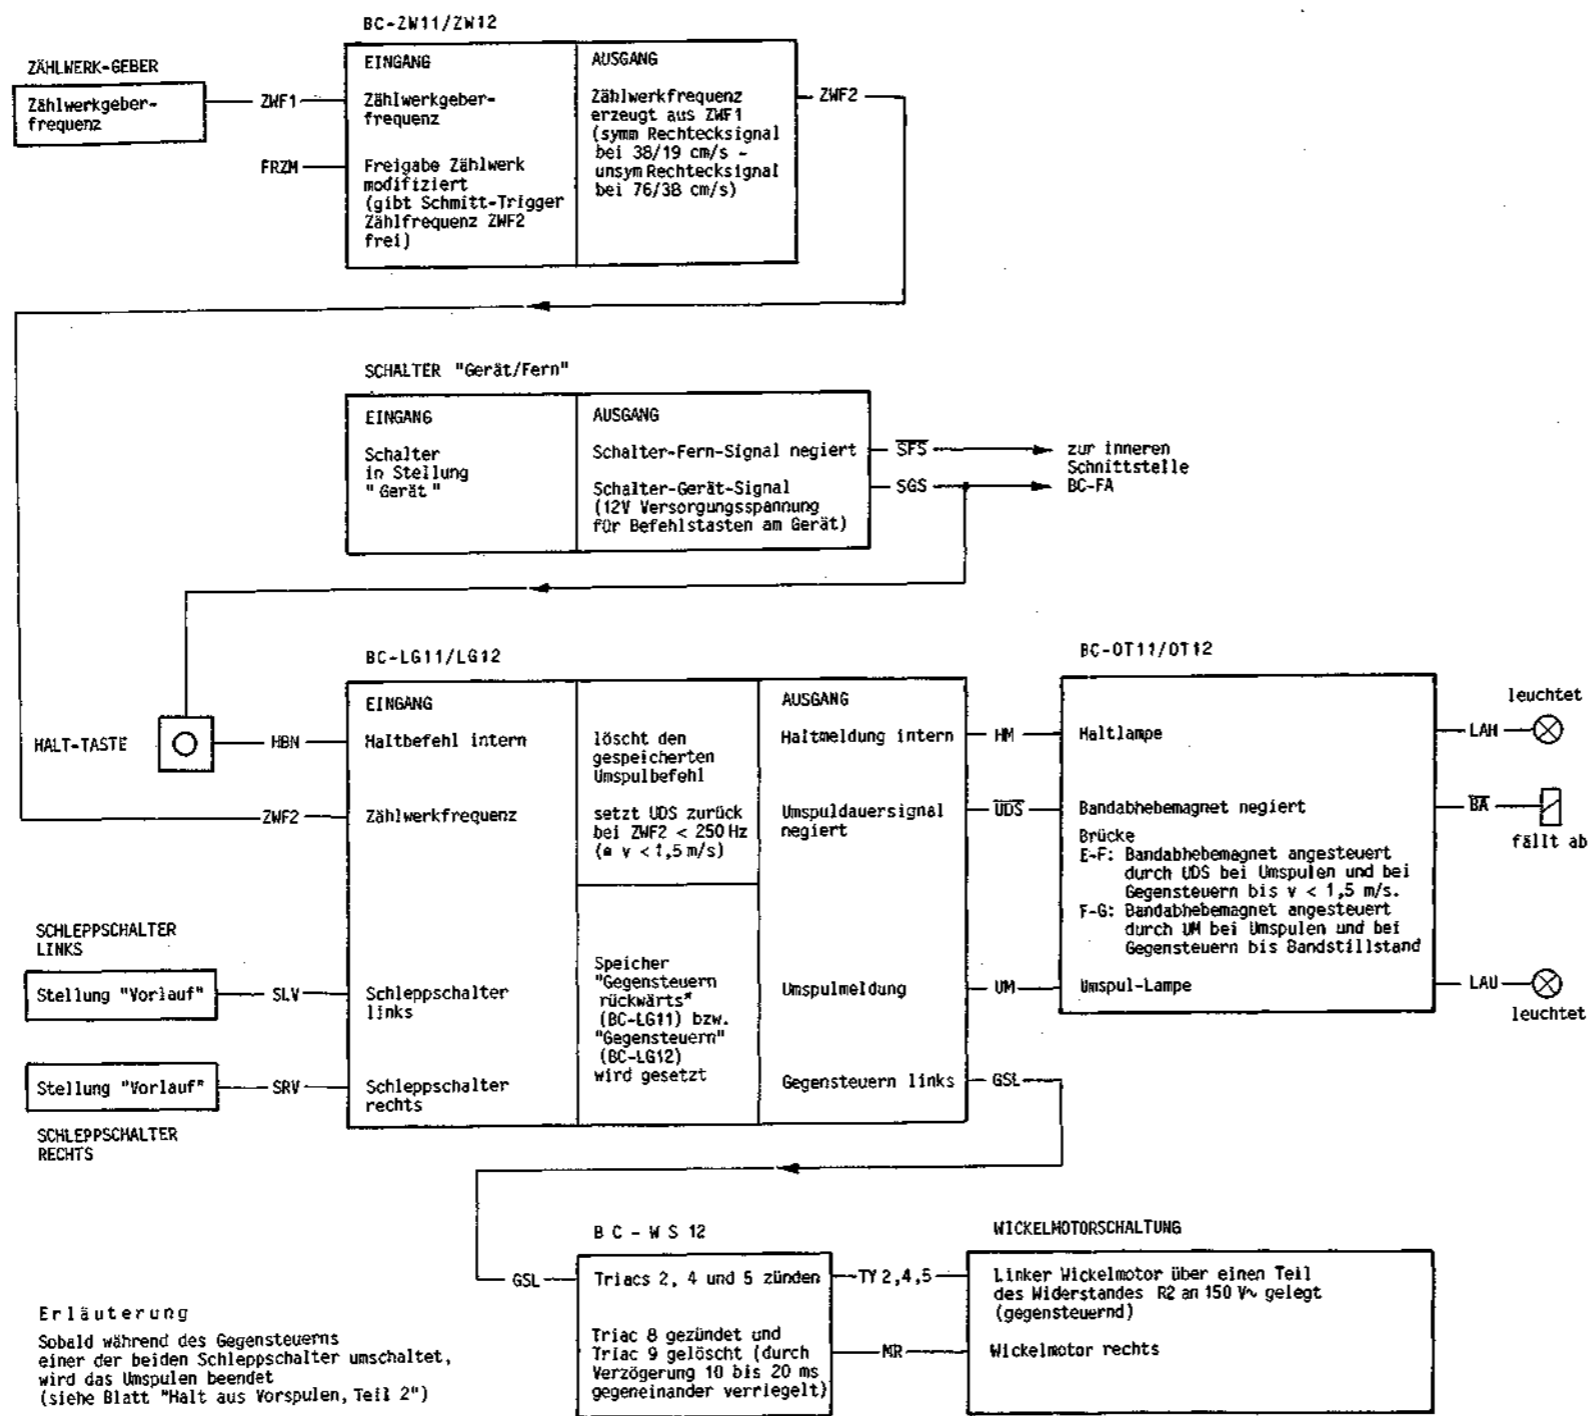 BC-ZW11/ZW12
ZÄHLWERK-GEBER
Zählwerkgeber-
frequenz
ZWF1
FRZM
EINGANG
Zählwerkgeber-
frequenz
Freigabe Zählwerk
modifiziert
(gibt Schmitt-Trigger
Zählfrequenz ZWF2
frei)
AUSGANG
Zählwerkfrequenz
erzeugt aus ZWF1
(symm Rechtecksignal
bei 38/19 cm/s -
unsym Rechtecksignal
bei 76/38 cm/s)
ZWF2
SCHALTER "Gerät/Fern"
EINGANG
Schalter
in Stellung
"Gerät"
AUSGANG
Schalter-Fern-Signal negiert
Schalter-Gerät-Signal
(12V Versorgungsspannung
für Befehlstasten am Gerät)
S̅F̅S̅
SGS
zur inneren
Schnittstelle
BC-FA
BC-LG11/LG12
HALT-TASTE
HBN
ZWF2
EINGANG
Haltbefehl intern
Zählwerkfrequenz
Schleppschalter
links
Schleppschalter
rechts
löscht den
gespeicherten
Umspulbefehl
setzt UDS zurück
bei ZWF2 < 250 Hz
(≙ v < 1,5 m/s)
Speicher
"Gegensteuern
rückwärts"
(BC-LG11) bzw.
"Gegensteuern"
(BC-LG12)
wird gesetzt
AUSGANG
Haltmeldung intern
Umspuldauersignal
negiert
Umspulmeldung
Gegensteuern links
HM
U̅D̅S̅
UM
GSL
SCHLEPPSCHALTER
LINKS
Stellung "Vorlauf"
SLV
Stellung "Vorlauf"
SRV
SCHLEPPSCHALTER
RECHTS
BC-OT11/OT12
Haltlampe
Bandabhebemagnet negiert
Brücke
E-F: Bandabhebemagnet angesteuert
durch UDS bei Umspulen und bei
Gegensteuern bis v < 1,5 m/s.
F-G: Bandabhebemagnet angesteuert
durch UM bei Umspulen und bei
Gegensteuern bis Bandstillstand
Umspul-Lampe
leuchtet
LAH
B̅A̅
fällt ab
LAU
leuchtet
BC - WS 12
GSL
Triacs 2, 4 und 5 zünden
Triac 8 gezündet und
Triac 9 gelöscht (durch
Verzögerung 10 bis 20 ms
gegeneinander verriegelt)
TY 2,4,5
MR
WICKELMOTORSCHALTUNG
Linker Wickelmotor über einen Teil
des Widerstandes R2 an 150 V~ gelegt
(gegensteuernd)
Wickelmotor rechts
Erläuterung
Sobald während des Gegensteuerns
einer der beiden Schleppschalter umschaltet,
wird das Umspulen beendet
(siehe Blatt "Halt aus Vorspulen, Teil 2")